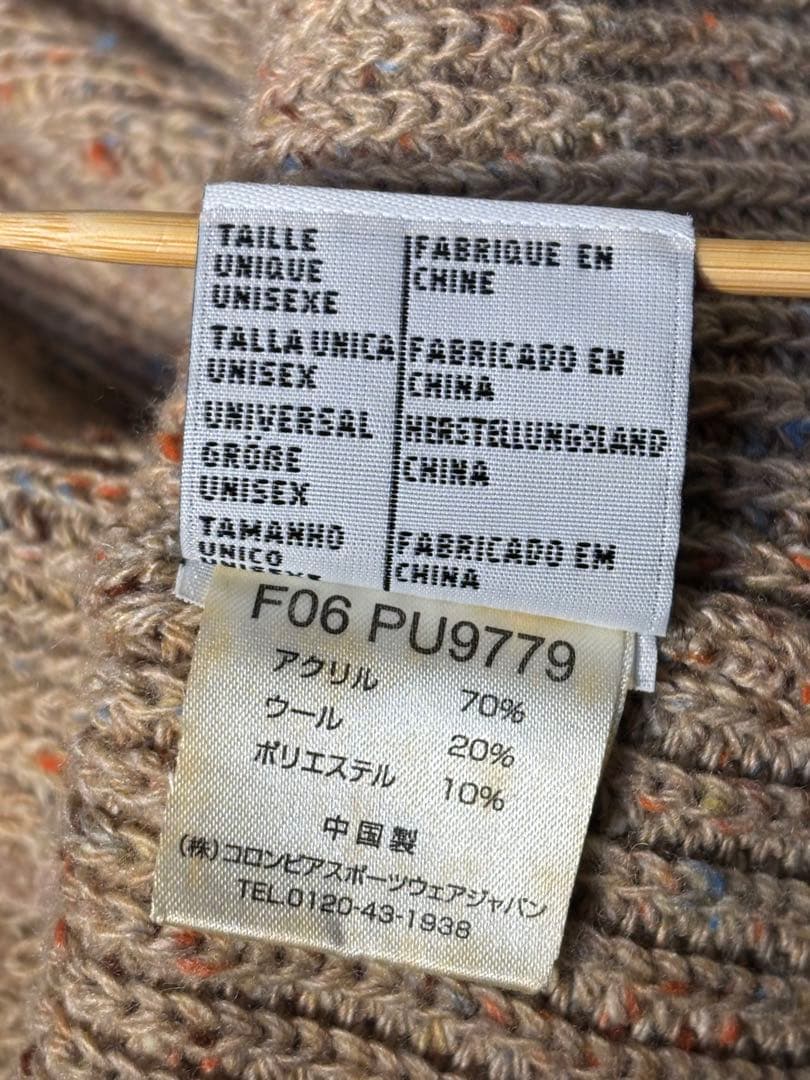 TAILLE
UNIQUE
UNISEXE
FABRIQUE EN
CHINE
TALLA UNICA
UNISEX
FABRICADO EN
CHINA
UNIVERSAL
GRÖßE
UNISEX
HERSTELLUNGSLAND
CHINA
TAMANHO
UNICO
FABRICADO EM
CHINA
F06 PU9779
アクリル 70%
ウール 20%
ポリエステル 10%
中国製
(株)コロンビアスポーツウェアジャパン
TEL.0120-43-1938